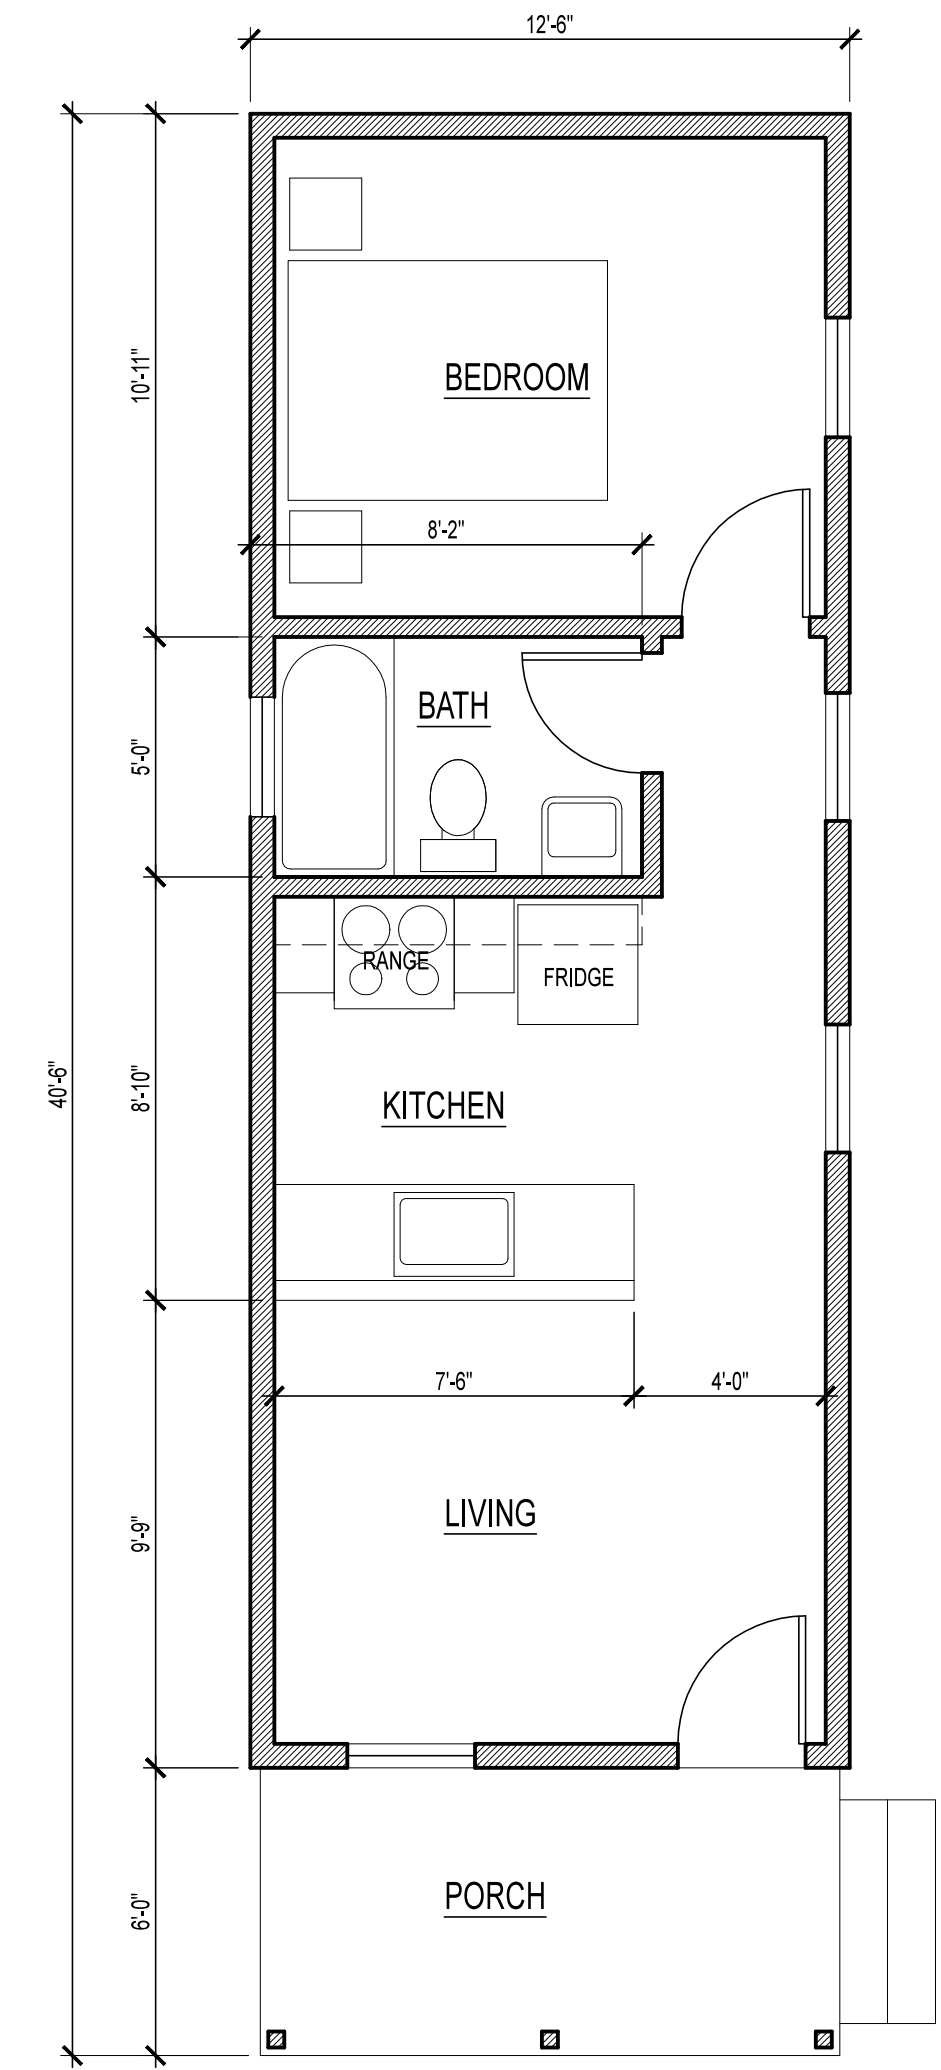 12'-6"
10'-11"
BEDROOM
8'-2"
BATH
5'-0"
RANGE
FRIDGE
40'-6"
8'-10"
KITCHEN
7'-6"
4'-0"
LIVING
9'-9"
PORCH
6'-0"